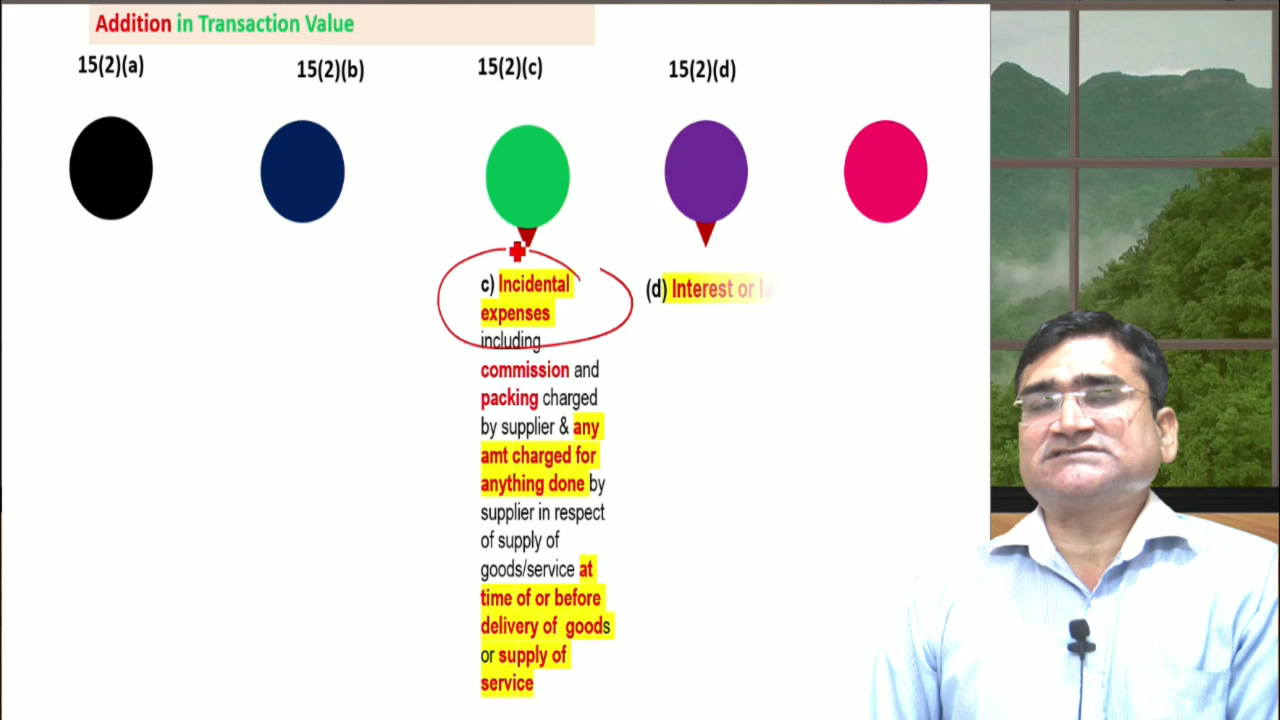 Addition in Transaction Value
15(2)(a)
15(2)(b)
15(2)(c)
15(2)(d)
c) Incidental
expenses
including
commission and
packing charged
by supplier & any
amt charged for
anything done by
supplier in respect
of supply of
goods/service at
time of or before
delivery of goods
or supply of
service
(d) Interest or